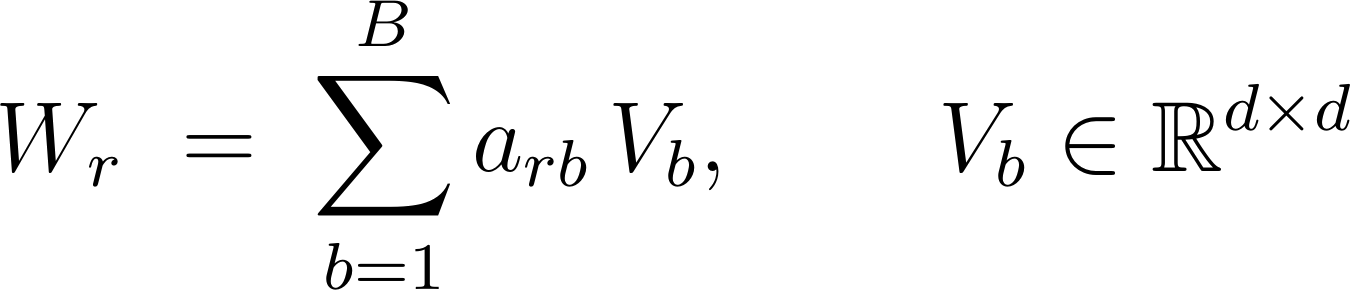 W_r = \sum_{b=1}^{B} a_{rb} V_b, \qquad V_b \in \mathbb{R}^{d \times d}